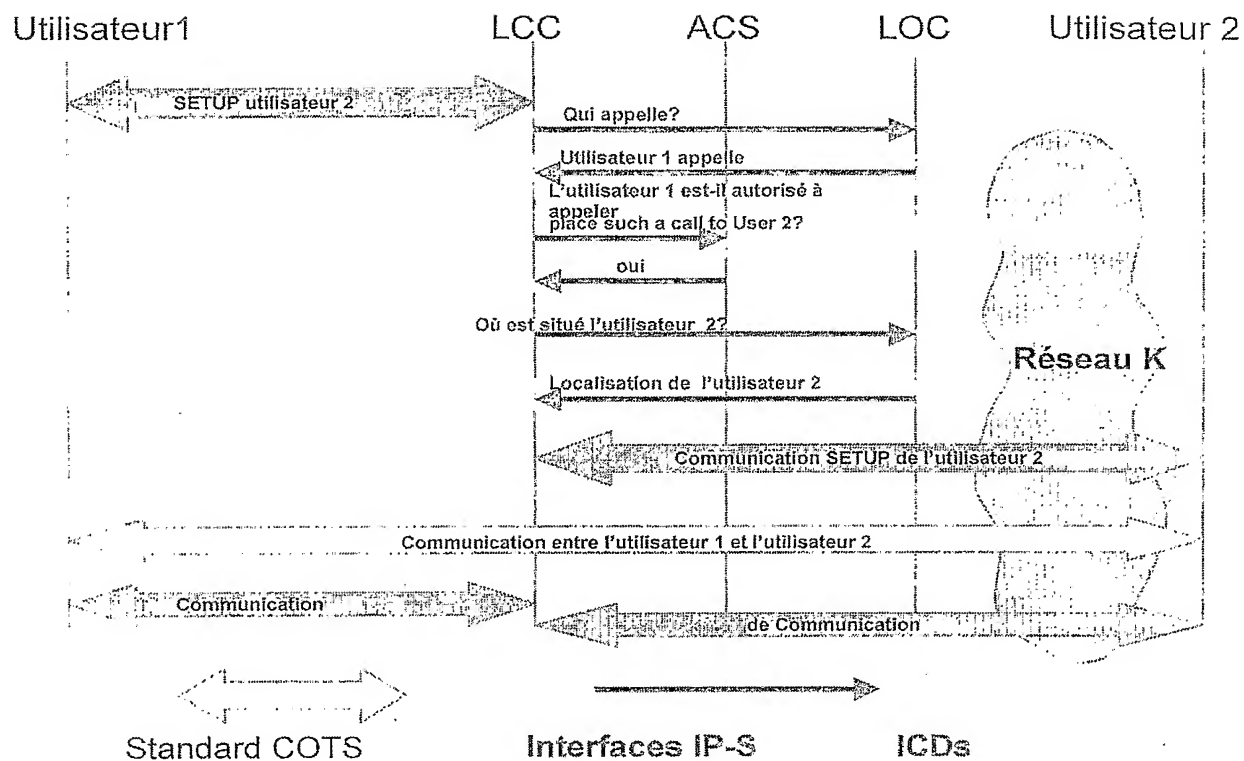 Utilisateur1 LCC ACS LOC Utilisateur 2
SETUP utilisateur 2
Qui appelle?
Utilisateur 1 appelle
L'utilisateur 1 est-il autorisé à
appeler
place such a call to User 2?
oui
Où est situé l'utilisateur 2?
Réseau K
Localisation de l'utilisateur 2
Communication SETUP de l'utilisateur 2
Communication entre l'utilisateur 1 et l'utilisateur 2
Communication
de Communication
Standard COTS Interfaces IP-S ICDs